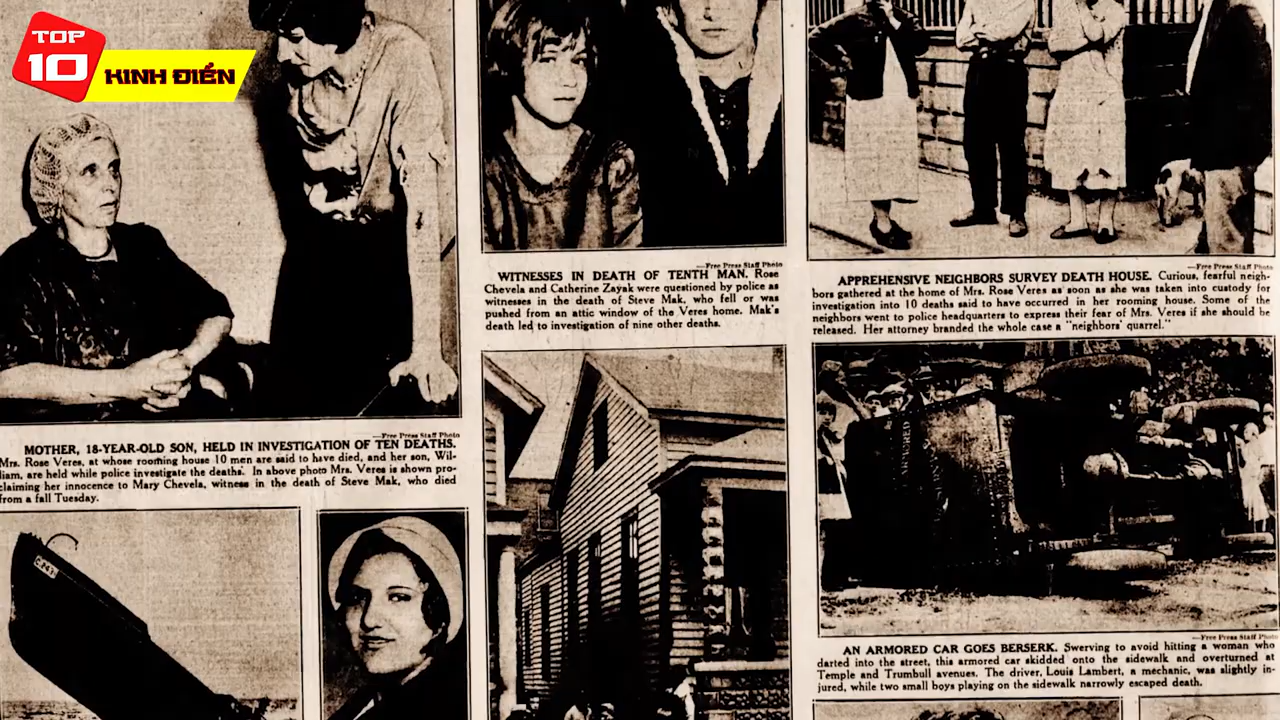 TOP
10
KINH ĐIỂN
—Free Press Staff Photo
MOTHER, 18-YEAR-OLD SON, HELD IN INVESTIGATION OF TEN DEATHS.
Mrs. Rose Veres, at whose rooming house 10 men are said to have died, and her son, Wil-
liam, are held while police investigate the deaths. In above photo Mrs. Veres is shown pro-
claiming her innocence to Mary Chevela, witness in the death of Steve Mak, who died
from a fall Tuesday.
—Free Press Staff Photo
WITNESSES IN DEATH OF TENTH MAN. Rose
Chevela and Catherine Zayak were questioned by police as
witnesses in the death of Steve Mak, who fell or was
pushed from an attic window of the Veres home. Mak's
death led to investigation of nine other deaths.
—Free Press Staff Photo
APPREHENSIVE NEIGHBORS SURVEY DEATH HOUSE. Curious, fearful neigh-
bors gathered at the home of Mrs. Rose Veres as soon as she was taken into custody for
investigation into 10 deaths said to have occurred in her rooming house. Some of the
neighbors went to police headquarters to express their fear of Mrs. Veres if she should be
released. Her attorney branded the whole case a "neighbors' quarrel."
ARMORED
—Free Press Staff Photo
AN ARMORED CAR GOES BERSERK. Swerving to avoid hitting a woman who
darted into the street, this armored car skidded onto the sidewalk and overturned at
Temple and Trumbull avenues. The driver, Louis Lambert, a mechanic, was slightly in-
jured, while two small boys playing on the sidewalk narrowly escaped death.